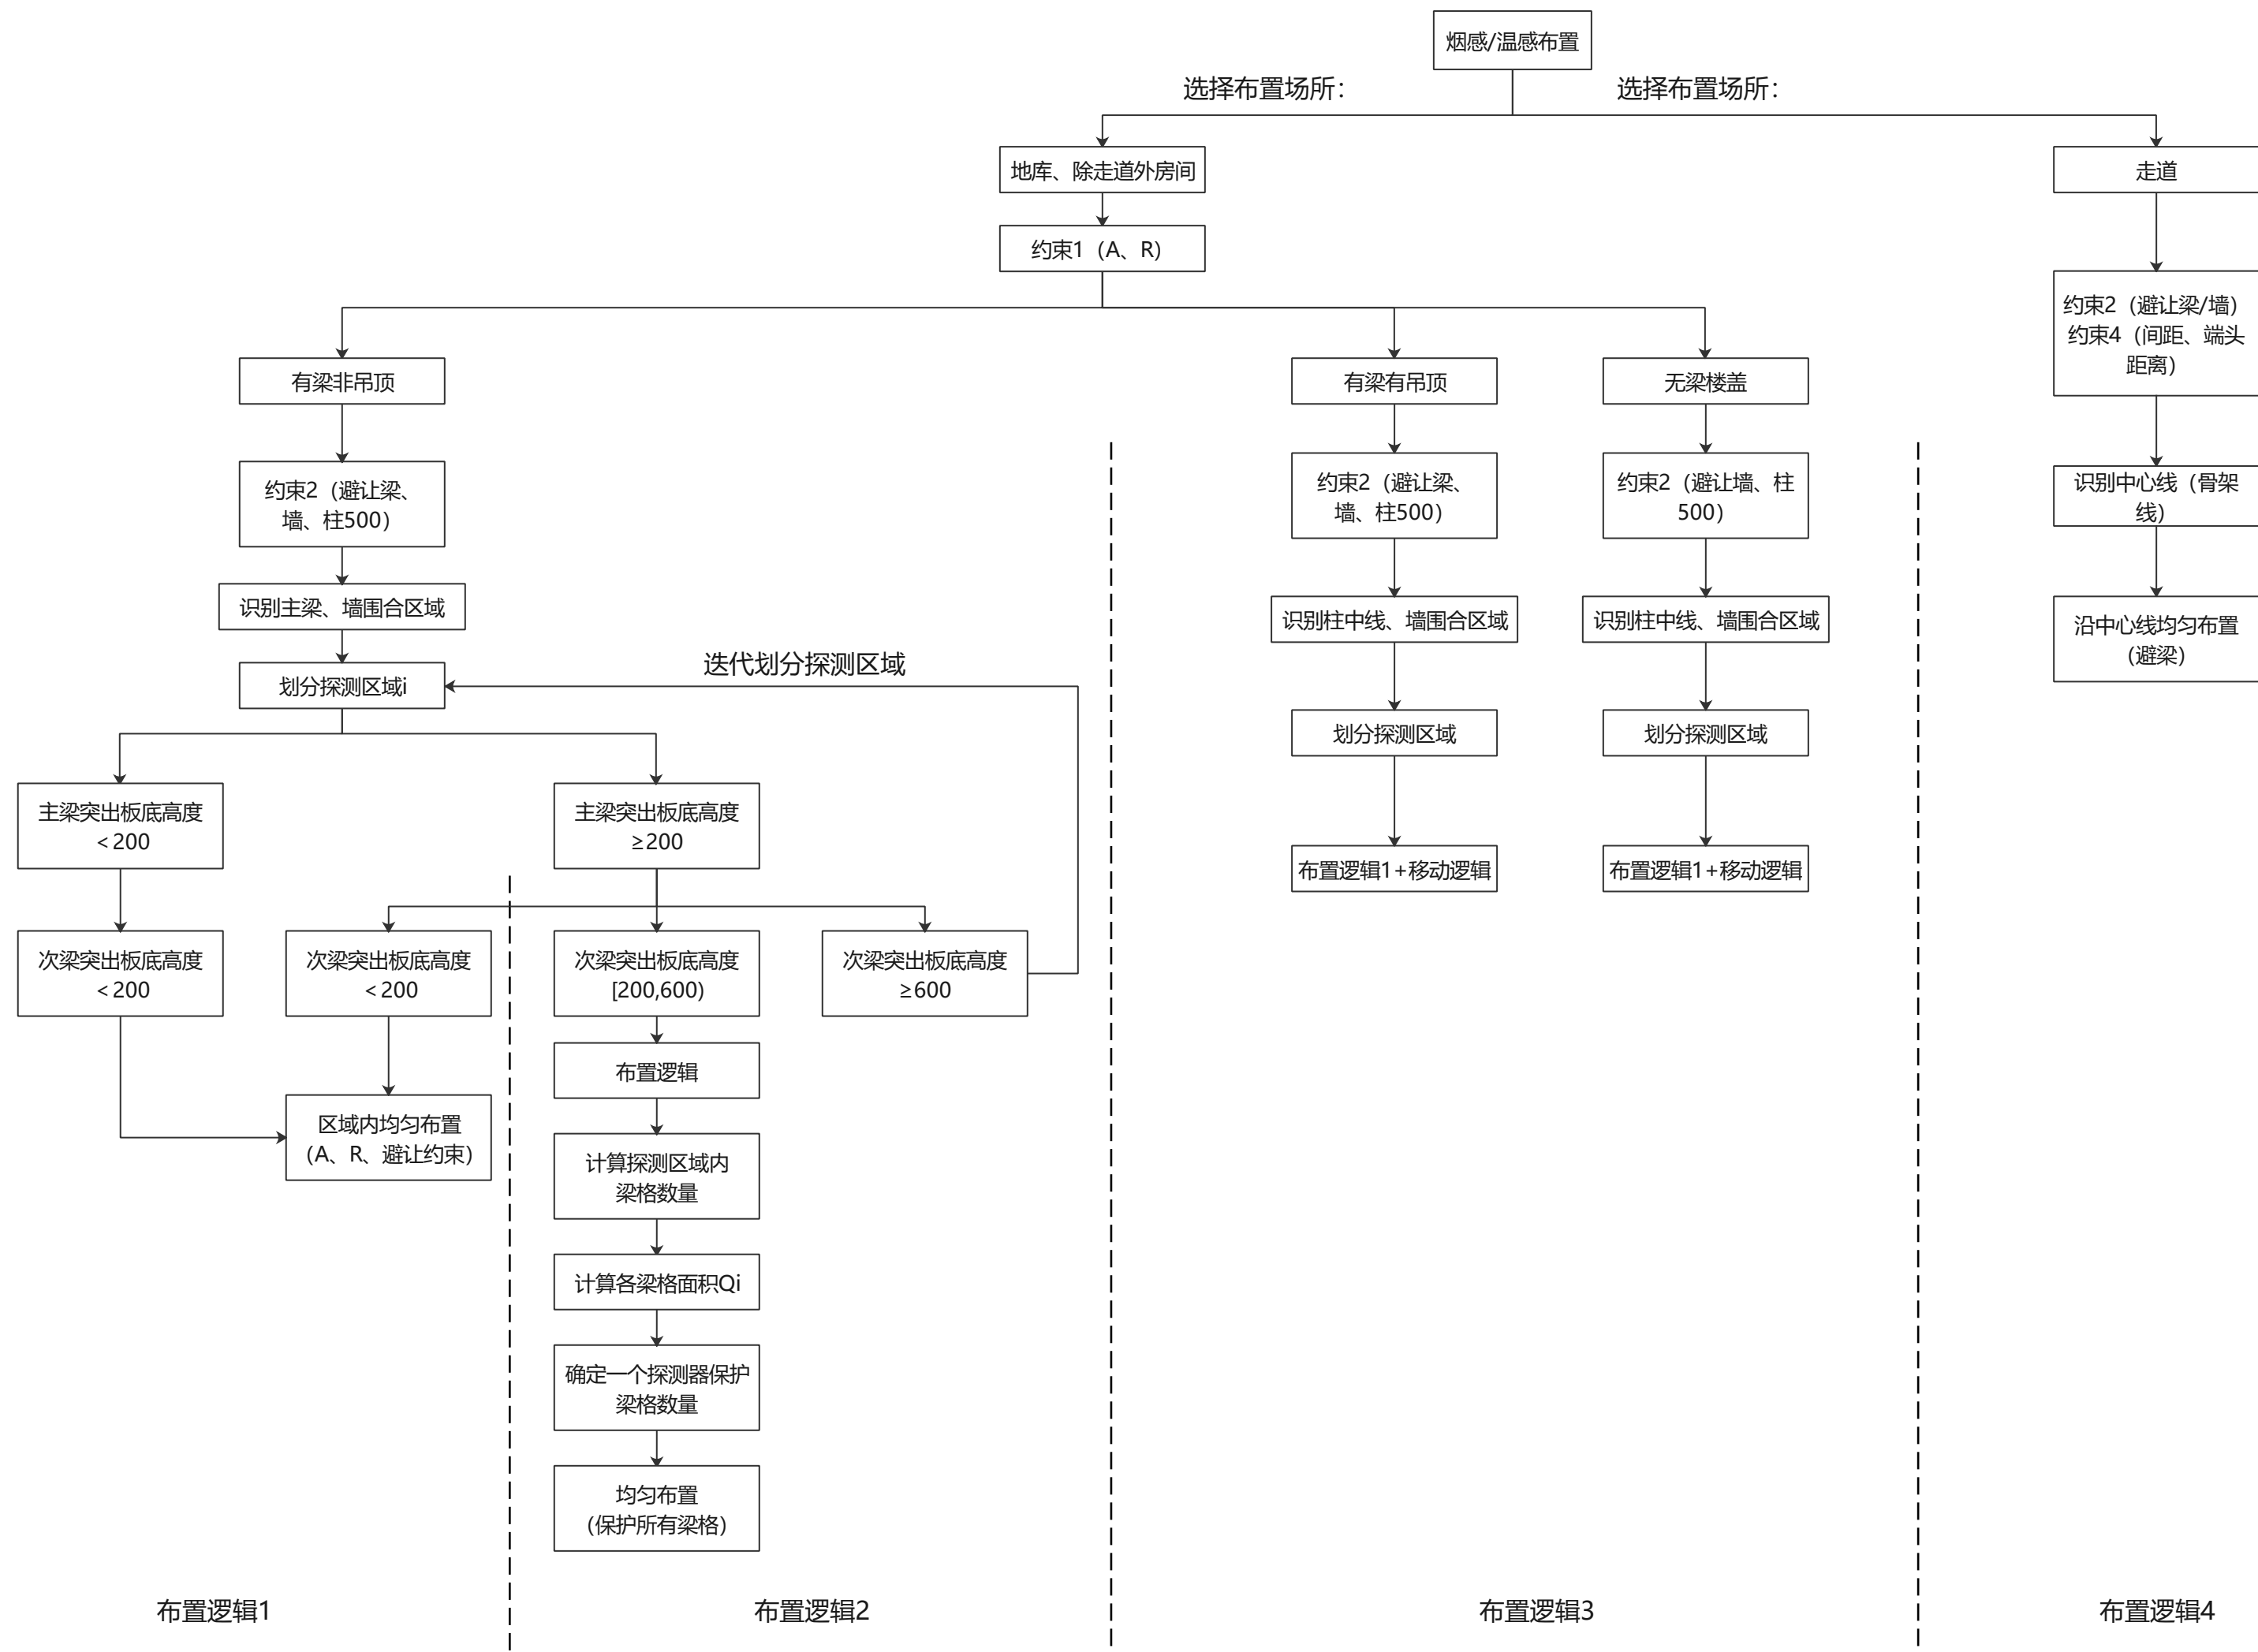 烟感/温感布置
选择布置场所：
选择布置场所：
地库、除走道外房间
走道
约束1（A、R）
约束2（避让梁/墙）
约束4（间距、端头
距离）
有梁非吊顶
有梁有吊顶
无梁楼盖
约束2（避让梁、
墙、柱500）
约束2（避让梁、
墙、柱500）
约束2（避让墙、柱
500）
识别中心线（骨架
线）
识别主梁、墙围合区域
识别柱中线、墙围合区域
识别柱中线、墙围合区域
沿中心线均匀布置
（避梁）
迭代划分探测区域
划分探测区域i
划分探测区域
划分探测区域
主梁突出板底高度
<200
主梁突出板底高度
≥200
布置逻辑1+移动逻辑
布置逻辑1+移动逻辑
次梁突出板底高度
<200
次梁突出板底高度
<200
次梁突出板底高度
[200,600)
次梁突出板底高度
≥600
布置逻辑
区域内均匀布置
（A、R、避让约束）
计算探测区域内
梁格数量
计算各梁格面积Qi
确定一个探测器保护
梁格数量
均匀布置
（保护所有梁格）
布置逻辑1
布置逻辑2
布置逻辑3
布置逻辑4